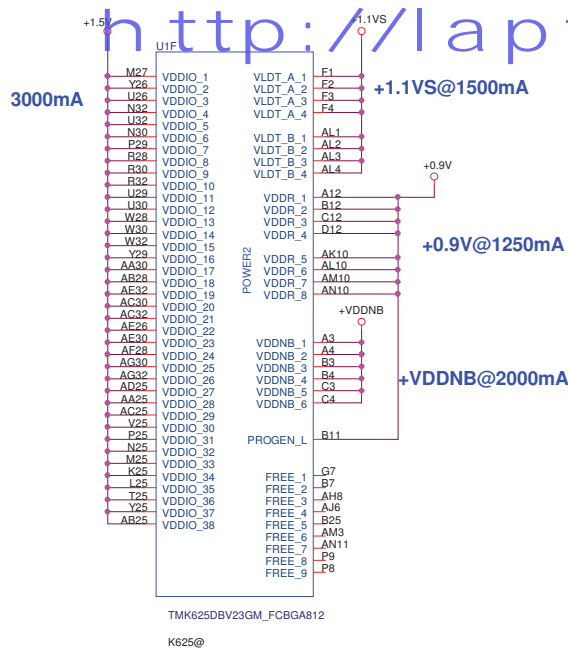 http://lapt
+1.5V
+1.1VS
U1F
3000mA
M27 VDDIO_1 VLDT_A_1 F1
Y26 VDDIO_2 VLDT_A_2 F2
U26 VDDIO_3 VLDT_A_3 F3
N32 VDDIO_4 VLDT_A_4 F4
+1.1VS@1500mA
U32 VDDIO_5
N30 VDDIO_6 VLDT_B_1 AL1
P29 VDDIO_7 VLDT_B_2 AL2
R28 VDDIO_8 VLDT_B_3 AL3
R30 VDDIO_9 VLDT_B_4 AL4
R32 VDDIO_10
+0.9V
U29 VDDIO_11 VDDR_1 A12
U30 VDDIO_12 VDDR_2 B12
W28 VDDIO_13 VDDR_3 C12
W30 VDDIO_14 VDDR_4 D12
W32 VDDIO_15
+0.9V@1250mA
Y29 VDDIO_16 VDDR_5 AK10
AA30 VDDIO_17 VDDR_6 AL10
AB28 VDDIO_18 VDDR_7 AM10
AE32 VDDIO_19 VDDR_8 AN10
POWER2
AC30 VDDIO_20
AC32 VDDIO_21
+VDDNB
AE26 VDDIO_22
AE30 VDDIO_23 VDDNB_1 A3
AF28 VDDIO_24 VDDNB_2 A4
AG30 VDDIO_25 VDDNB_3 B3
AG32 VDDIO_26 VDDNB_4 B4
+VDDNB@2000mA
AD25 VDDIO_27 VDDNB_5 C3
AA25 VDDIO_28 VDDNB_6 C4
AC25 VDDIO_29
V25 VDDIO_30
P25 VDDIO_31 PROGEN_L B11
N25 VDDIO_32
M25 VDDIO_33
K25 VDDIO_34 FREE_1 G7
L25 VDDIO_35 FREE_2 B7
T25 VDDIO_36 FREE_3 AH8
Y25 VDDIO_37 FREE_4 AJ6
AB25 VDDIO_38 FREE_5 B25
FREE_6 AM3
FREE_7 AN11
FREE_8 P9
FREE_9 P8
TMK625DBV23GM_FCBGA812
K625@